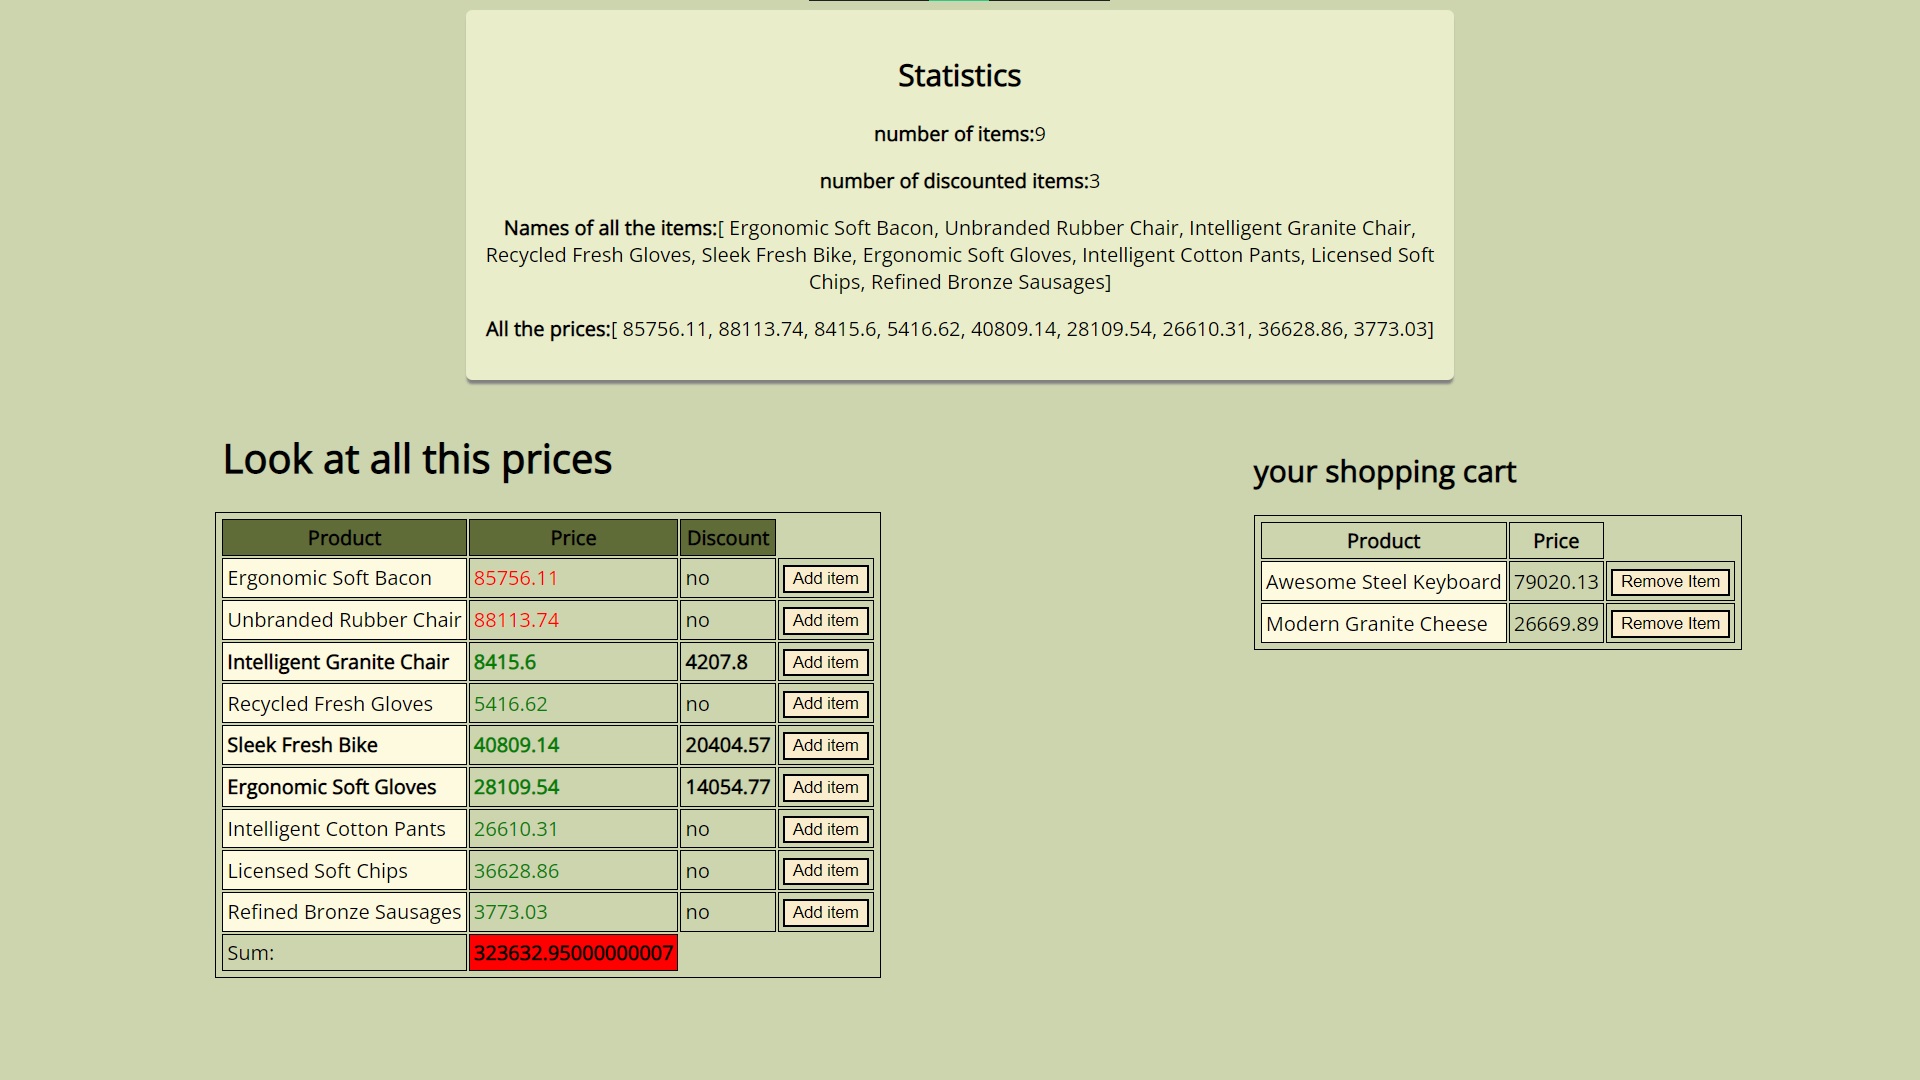 Statistics
number of items:9
number of discounted items:3
Names of all the items:[ Ergonomic Soft Bacon, Unbranded Rubber Chair, Intelligent Granite Chair,
Recycled Fresh Gloves, Sleek Fresh Bike, Ergonomic Soft Gloves, Intelligent Cotton Pants, Licensed Soft
Chips, Refined Bronze Sausages]
All the prices:[ 85756.11, 88113.74, 8415.6, 5416.62, 40809.14, 28109.54, 26610.31, 36628.86, 3773.03]
Look at all this prices
Product Price Discount
Ergonomic Soft Bacon 85756.11 no Add item
Unbranded Rubber Chair 88113.74 no Add item
Intelligent Granite Chair 8415.6 4207.8 Add item
Recycled Fresh Gloves 5416.62 no Add item
Sleek Fresh Bike 40809.14 20404.57 Add item
Ergonomic Soft Gloves 28109.54 14054.77 Add item
Intelligent Cotton Pants 26610.31 no Add item
Licensed Soft Chips 36628.86 no Add item
Refined Bronze Sausages 3773.03 no Add item
Sum: 323632.95000000007
your shopping cart
Product Price
Awesome Steel Keyboard 79020.13 Remove Item
Modern Granite Cheese 26669.89 Remove Item